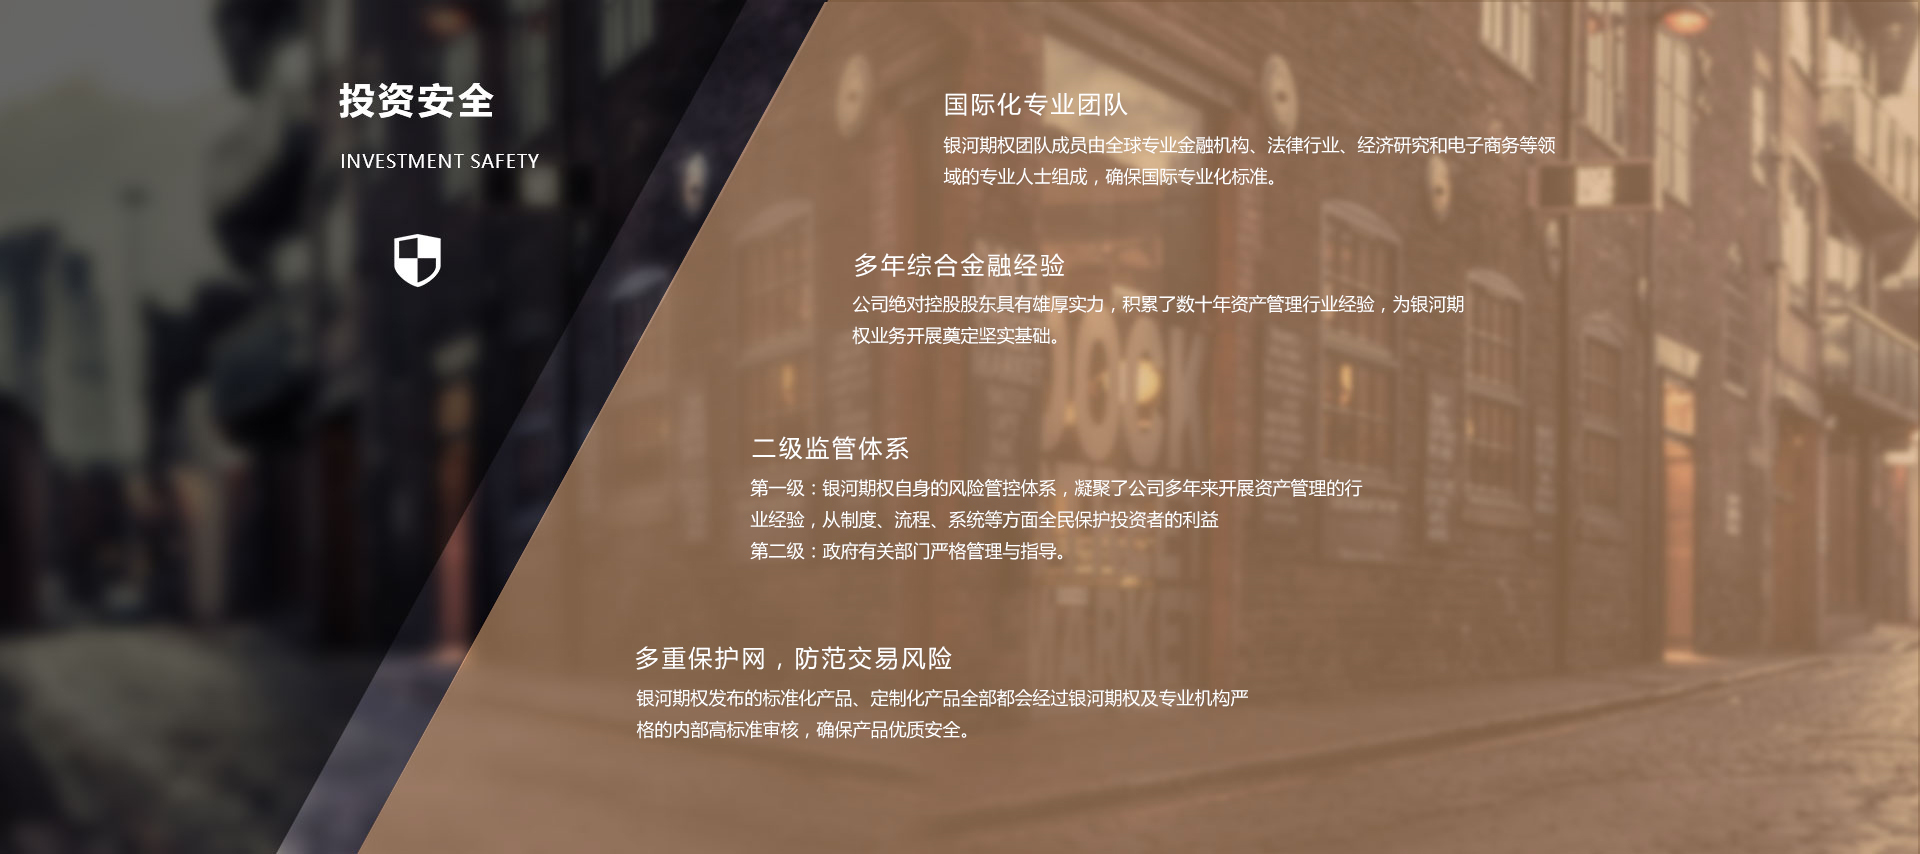 投资安全
INVESTMENT SAFETY
国际化专业团队
银河期权团队成员由全球专业金融机构、法律行业、经济研究和电子商务等领
域的专业人士组成，确保国际专业化标准。
多年综合金融经验
公司绝对控股股东具有雄厚实力，积累了数十年资产管理行业经验，为银河期
权业务开展奠定坚实基础。
二级监管体系
第一级：银河期权自身的风险管控体系，凝聚了公司多年来开展资产管理的行
业经验，从制度、流程、系统等方面全民保护投资者的利益
第二级：政府有关部门严格管理与指导。
多重保护网，防范交易风险
银河期权发布的标准化产品、定制化产品全部都会经过银河期权及专业机构严
格的内部高标准审核，确保产品优质安全。